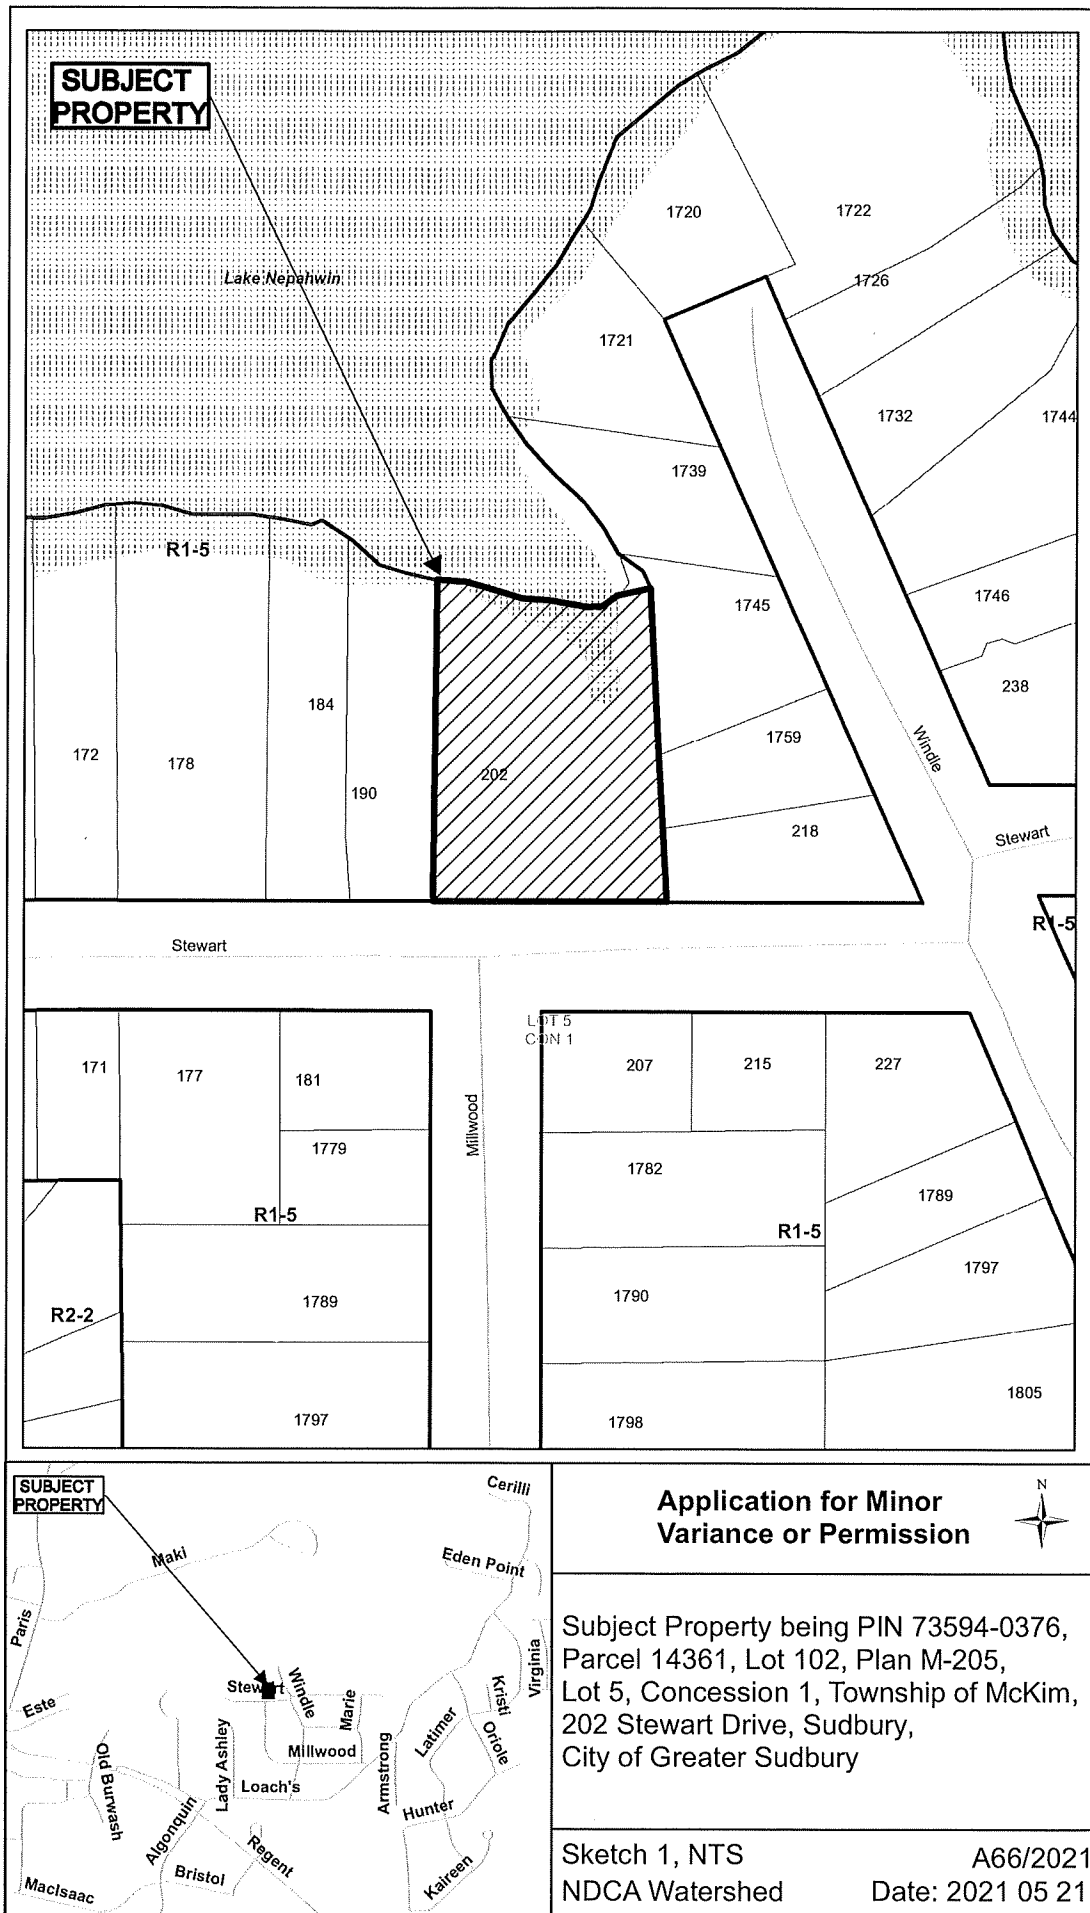 SUBJECT
PROPERTY
Lake Nepahwin
1720
1722
1726
1721
1732
1744
1739
R1-5
1745
1746
238
184
172
178
190
202
1759
Windle
218
Stewart
R1-5
Stewart
LOT 5
CON 1
171
177
181
Millwood
207
215
227
1779
1782
1789
R1-5
R1-5
1797
1789
1790
R2-2
1797
1798
1805
SUBJECT
PROPERTY
Cerilli
Maki
Eden Point
Paris
Virginia
Stewart
Windle
Marie
Kristi
Este
Lady Ashley
Latimer
Oriole
Old Burwash
Millwood
Armstrong
Loach's
Algonquin
Hunter
Regent
Bristol
Kaireen
MacIsaac
Application for Minor
Variance or Permission
N
Subject Property being PIN 73594-0376,
Parcel 14361, Lot 102, Plan M-205,
Lot 5, Concession 1, Township of McKim,
202 Stewart Drive, Sudbury,
City of Greater Sudbury
Sketch 1, NTS
A66/2021
NDCA Watershed
Date: 2021 05 21